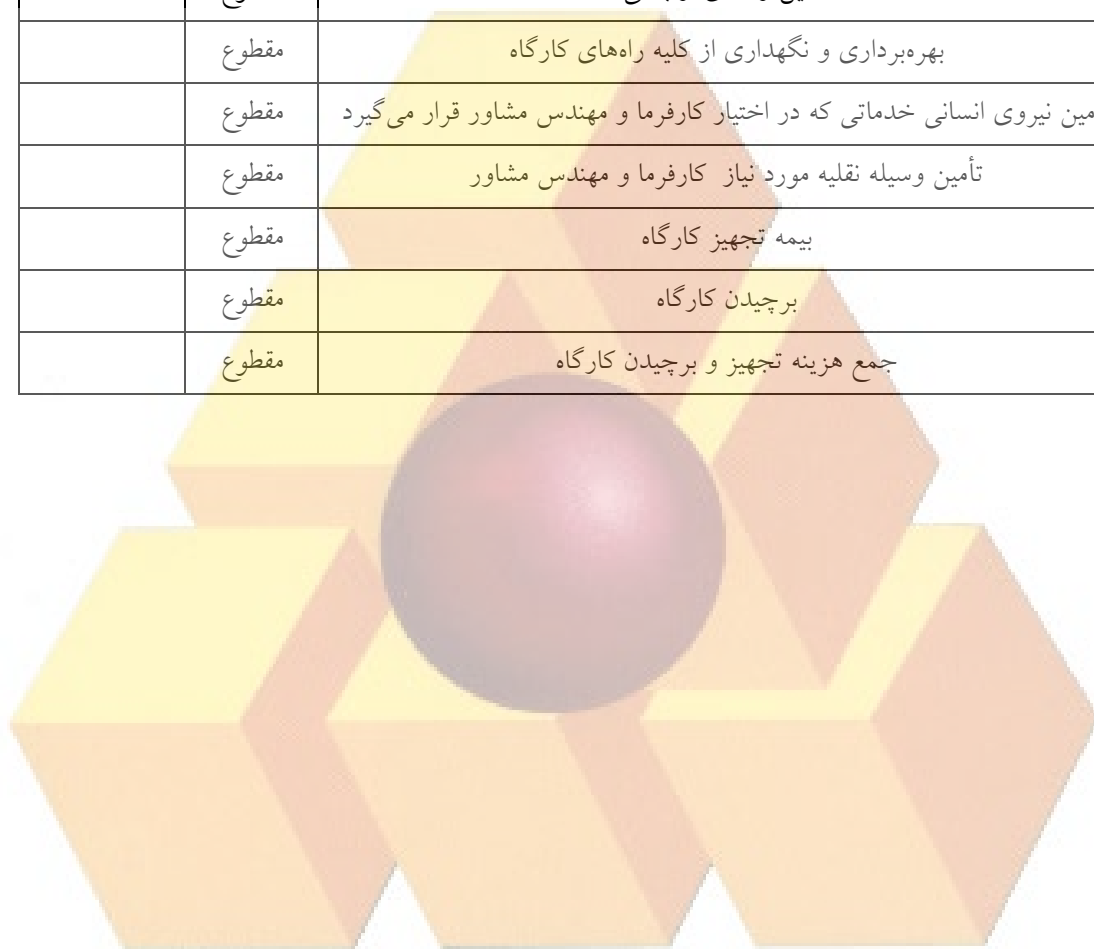 بهره‌برداری و نگهداری از کلیه راه‌های کارگاه مقطوع
نیروی انسانی خدماتی که در اختیار کارفرما و مهندس مشاور قرار می‌گیرد مقطوع
تأمین وسیله نقلیه مورد نیاز کارفرما و مهندس مشاور مقطوع
بیمه تجهیز کارگاه مقطوع
برچیدن کارگاه مقطوع
جمع هزینه تجهیز و برچیدن کارگاه مقطوع